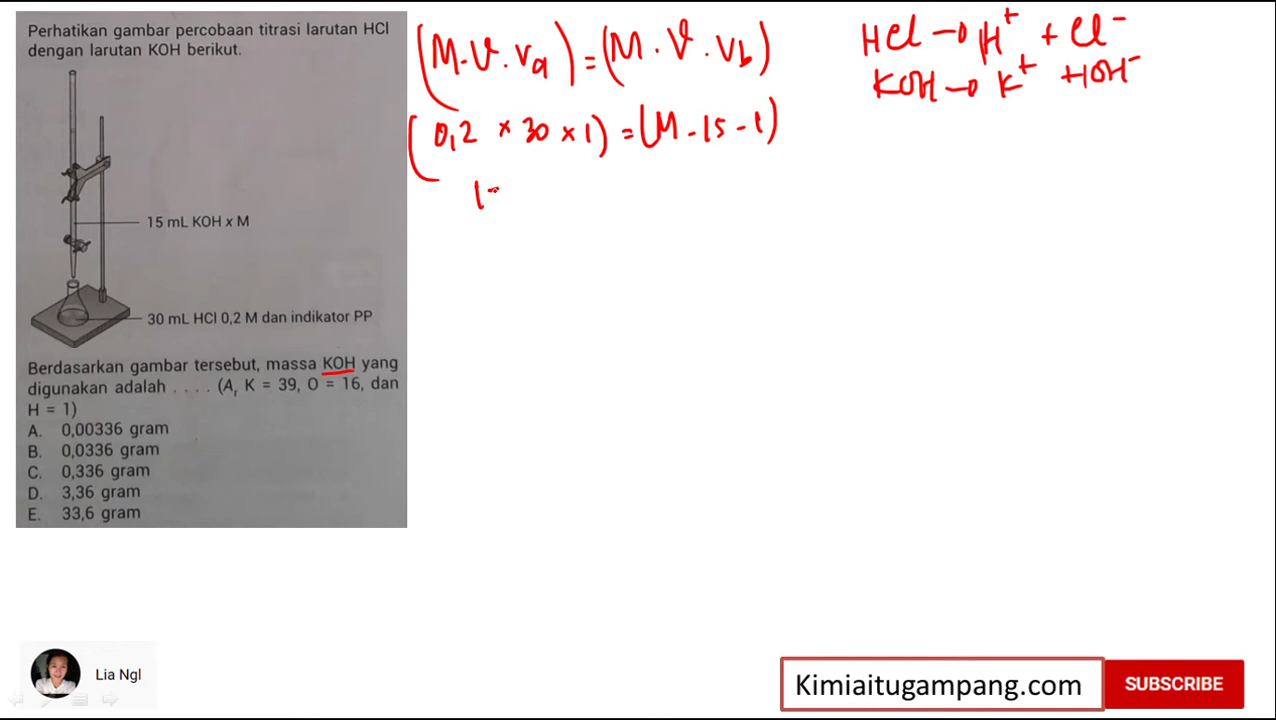 Perhatikan gambar percobaan titrasi larutan HCl
dengan larutan KOH berikut.
15 mL KOH x M
30 mL HCl 0,2 M dan indikator PP
Berdasarkan gambar tersebut, massa KOH yang
digunakan adalah . . . . (Aᵣ K = 39, O = 16, dan
H = 1)
A. 0,00336 gram
B. 0,0336 gram
C. 0,336 gram
D. 3,36 gram
E. 33,6 gram
(M . V . Va) = (M . V . Vb)
(0,2 × 30 × 1) = (M - 15 - 1)
HCl → H⁺ + Cl⁻
KOH → K⁺ + OH⁻
Lia Ngl
Kimiaitugampang.com
SUBSCRIBE